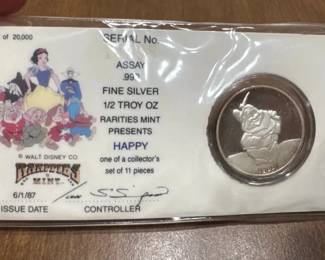 of 20,000
SERIAL No.
ASSAY
.999
FINE SILVER
1/2 TROY OZ
RARITIES MINT
PRESENTS
HAPPY
one of a collector's
set of 11 pieces
© WALT DISNEY CO
RARITIES
MINT
6/1/87
ISSUE DATE
CONTROLLER